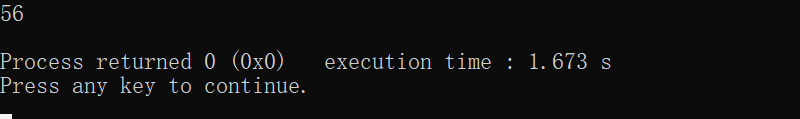 56
Process returned 0 (0x0)   execution time : 1.673 s
Press any key to continue.